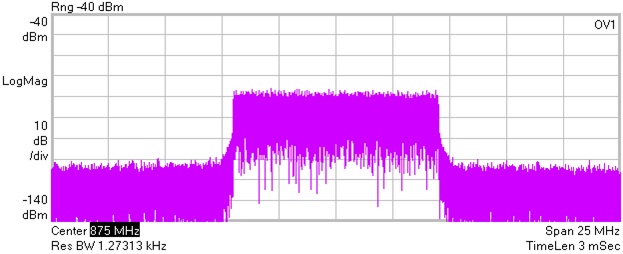 Rng -40 dBm
-40
dBm
OV1
LogMag
10
dB
/div
-140
dBm
Center 875 MHz
Span 25 MHz
Res BW 1.27313 kHz
TimeLen 3 mSec